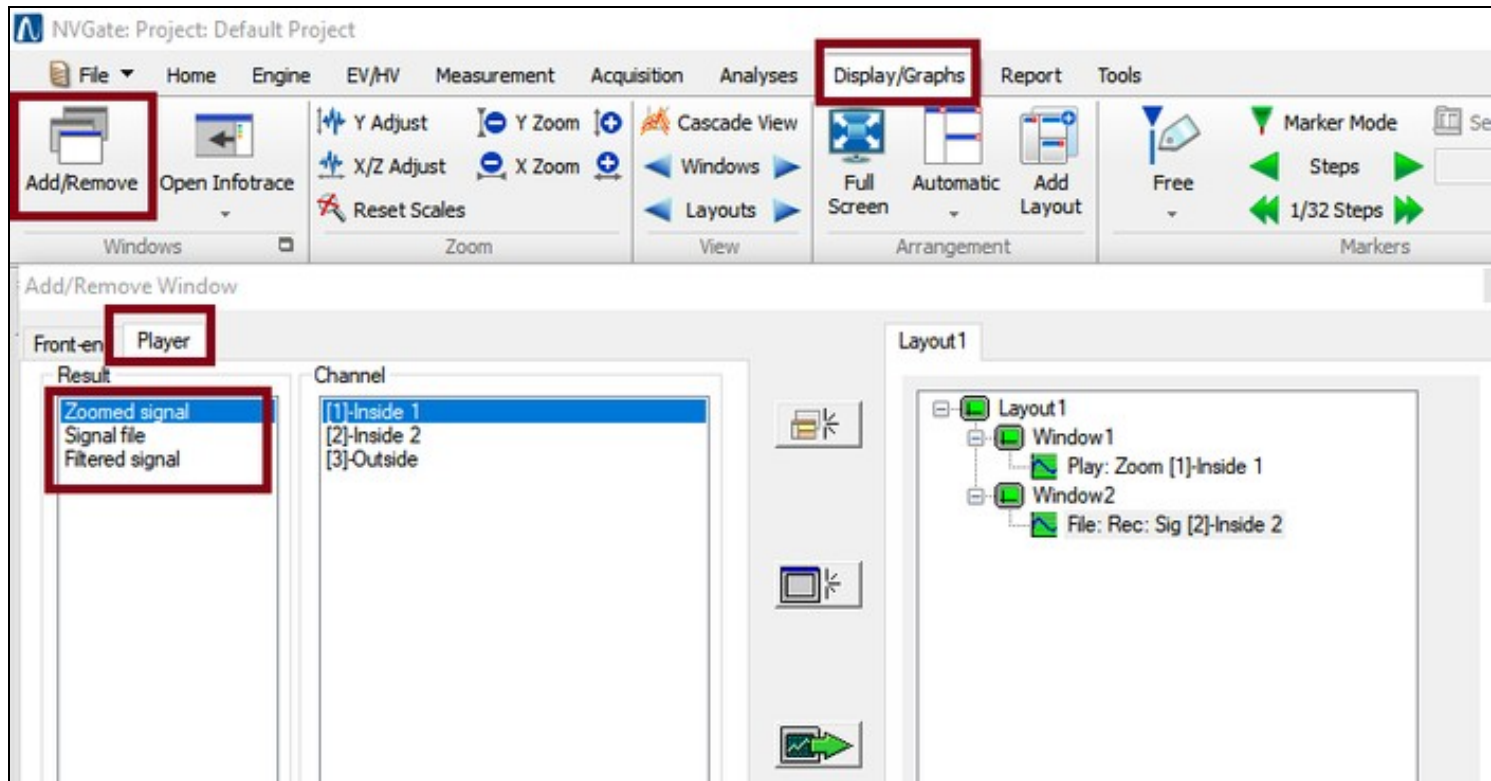 NVGate: Project: Default Project
File Home Engine EV/HV Measurement Acquisition Analyses Display/Graphs Report Tools
Y Adjust Y Zoom Cascade View Marker Mode Se
Add/Remove Open Infotrace X/Z Adjust X Zoom Windows Full Screen Automatic Add Layout Free Steps
Reset Scales Layouts 1/32 Steps
Windows Zoom View Arrangement Markers
Add/Remove Window
Front-en Player Layout1
Result Channel
Zoomed signal [1]-Inside 1 Layout1
Signal file [2]-Inside 2 Window1
Filtered signal [3]-Outside Play: Zoom [1]-Inside 1
Window2
File: Rec: Sig [2]-Inside 2